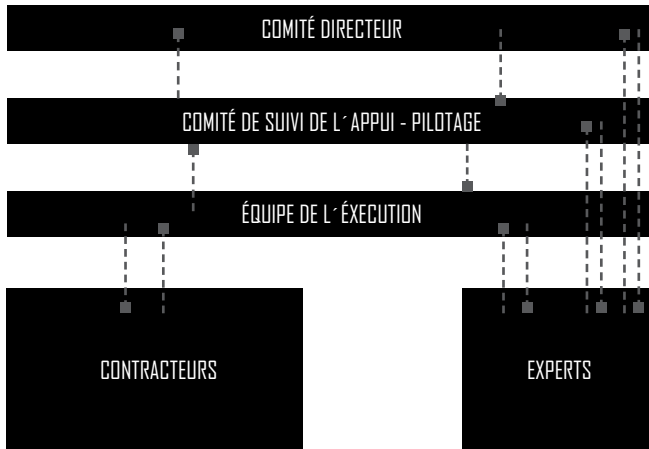 COMITÉ DIRECTEUR
COMITÉ DE SUIVI DE L´APPUI - PILOTAGE
ÉQUIPE DE L´ÉXECUTION
CONTRACTEURS
EXPERTS